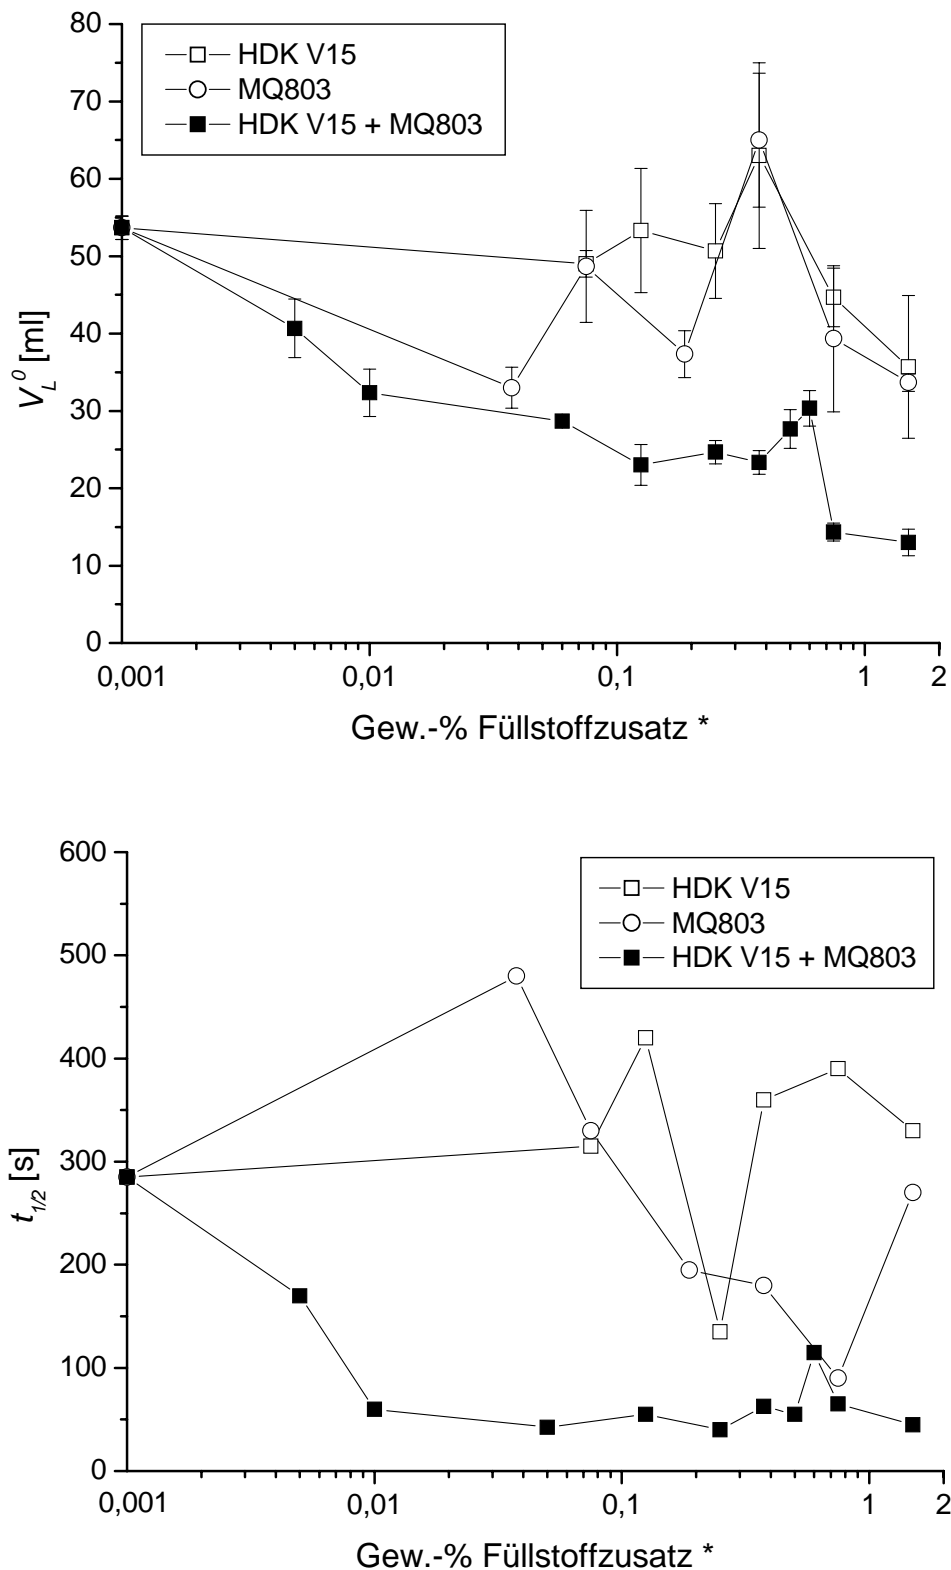 80
70
60
50
40
30
20
10
0
V_L^0 [ml]
HDK V15
MQ803
HDK V15 + MQ803
0,001 0,01 0,1 1 2
Gew.-% Füllstoffzusatz *
600
500
400
300
200
100
0
t_1/2 [s]
HDK V15
MQ803
HDK V15 + MQ803
0,001 0,01 0,1 1 2
Gew.-% Füllstoffzusatz *